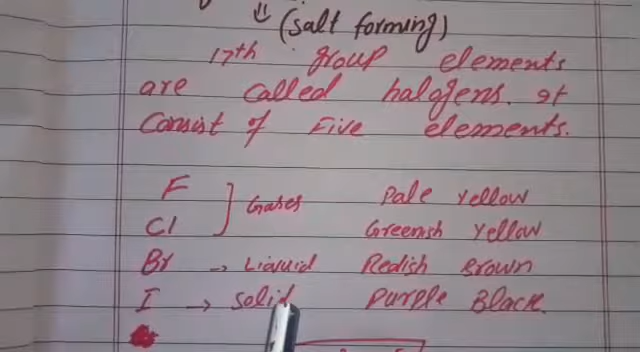 (salt forming)
17th group elements
are called halogens. It
Consist of Five elements.
F
Cl
Gases
Pale Yellow
Greenish Yellow
Br → Liquid Redish Brown
I → Solid Purple Black.